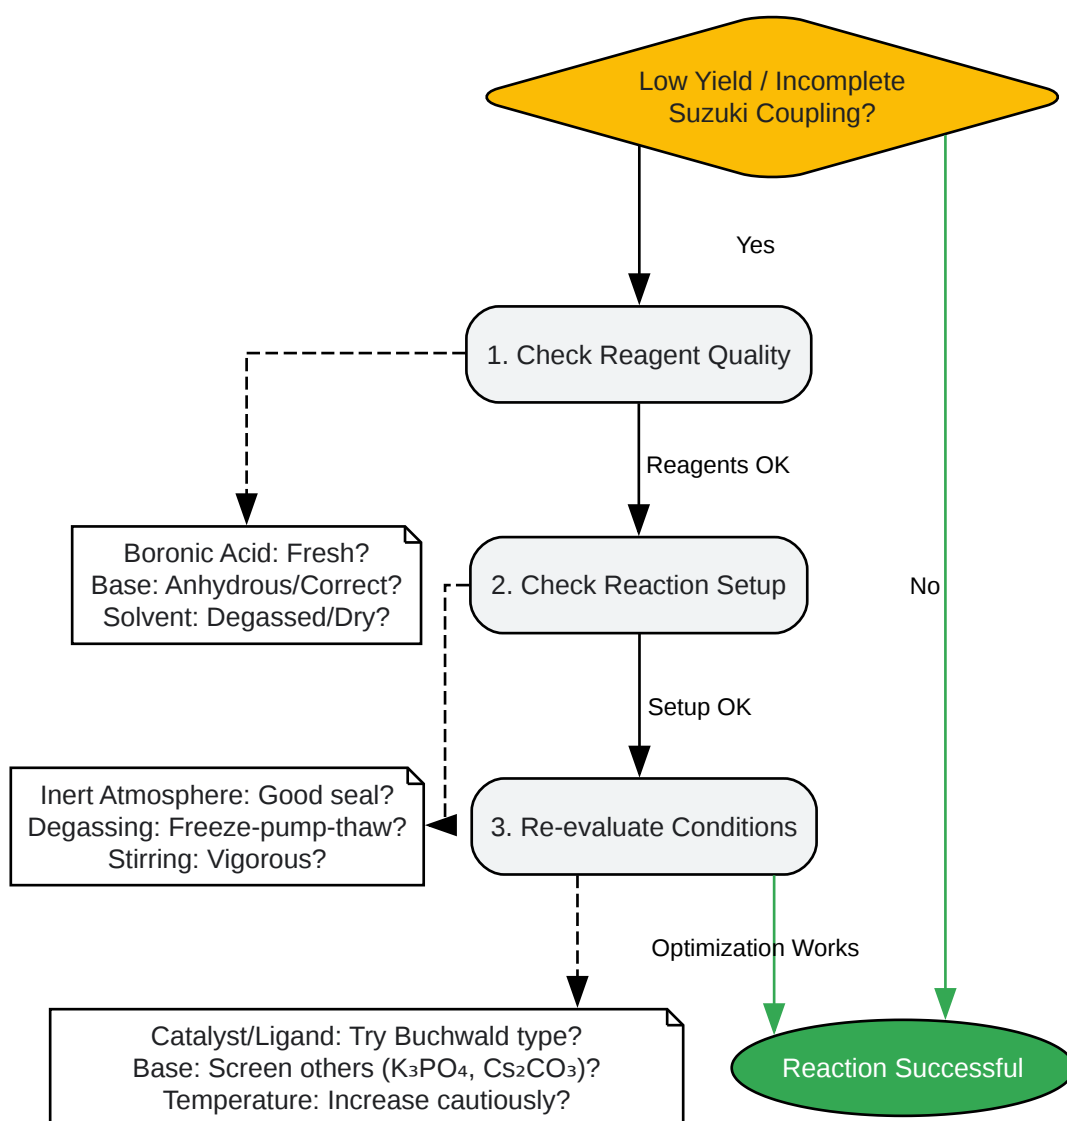 Low Yield / Incomplete
Suzuki Coupling?
Yes
1. Check Reagent Quality
Reagents OK
Boronic Acid: Fresh?
Base: Anhydrous/Correct?
Solvent: Degassed/Dry?
2. Check Reaction Setup
No
Setup OK
Inert Atmosphere: Good seal?
Degassing: Freeze-pump-thaw?
Stirring: Vigorous?
3. Re-evaluate Conditions
Optimization Works
Catalyst/Ligand: Try Buchwald type?
Base: Screen others (K₃PO₄, Cs₂CO₃)?
Temperature: Increase cautiously?
Reaction Successful